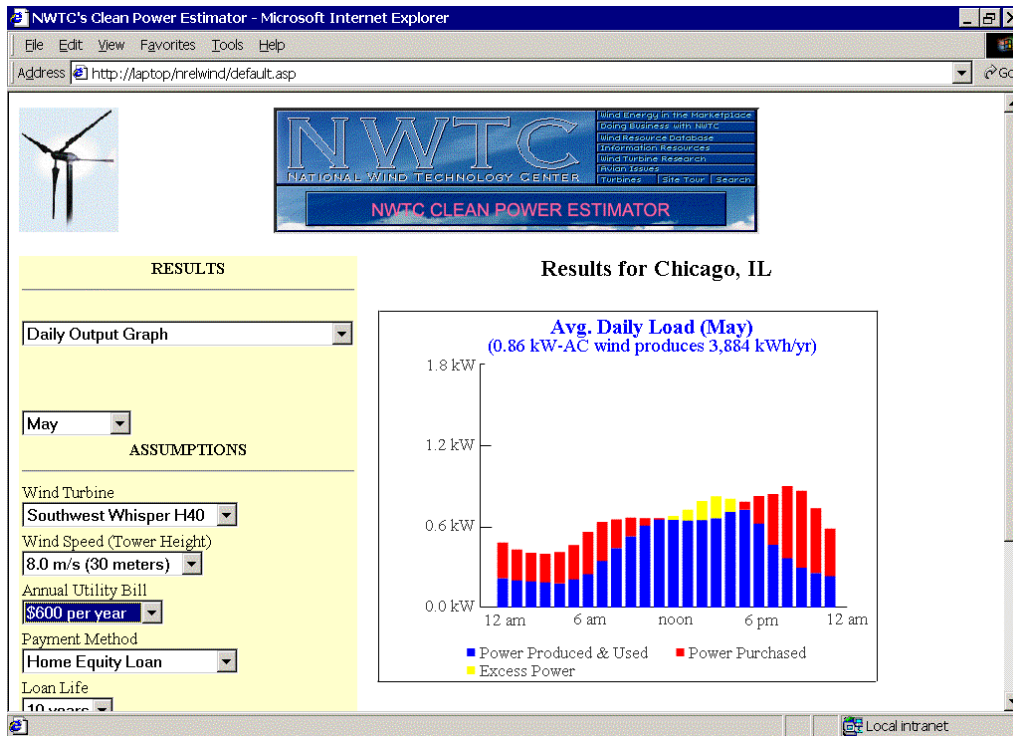 NWTC's Clean Power Estimator - Microsoft Internet Explorer
File Edit View Favorites Tools Help
Address http://laptop/nrelwind/default.asp Go
NWTC
NATIONAL WIND TECHNOLOGY CENTER
Wind Energy in the Marketplace
Doing Business with NWTC
Wind Resource Database
Information Resources
Wind Turbine Research
Avian Issues
Turbines Site Tour Search
NWTC CLEAN POWER ESTIMATOR
RESULTS
Daily Output Graph
May
ASSUMPTIONS
Wind Turbine
Southwest Whisper H40
Wind Speed (Tower Height)
8.0 m/s (30 meters)
Annual Utility Bill
$600 per year
Payment Method
Home Equity Loan
Loan Life
10 years
Results for Chicago, IL
Avg. Daily Load (May)
(0.86 kW-AC wind produces 3,884 kWh/yr)
1.8 kW
1.2 kW
0.6 kW
0.0 kW
12 am 6 am noon 6 pm 12 am
Power Produced & Used Power Purchased
Excess Power
Local intranet